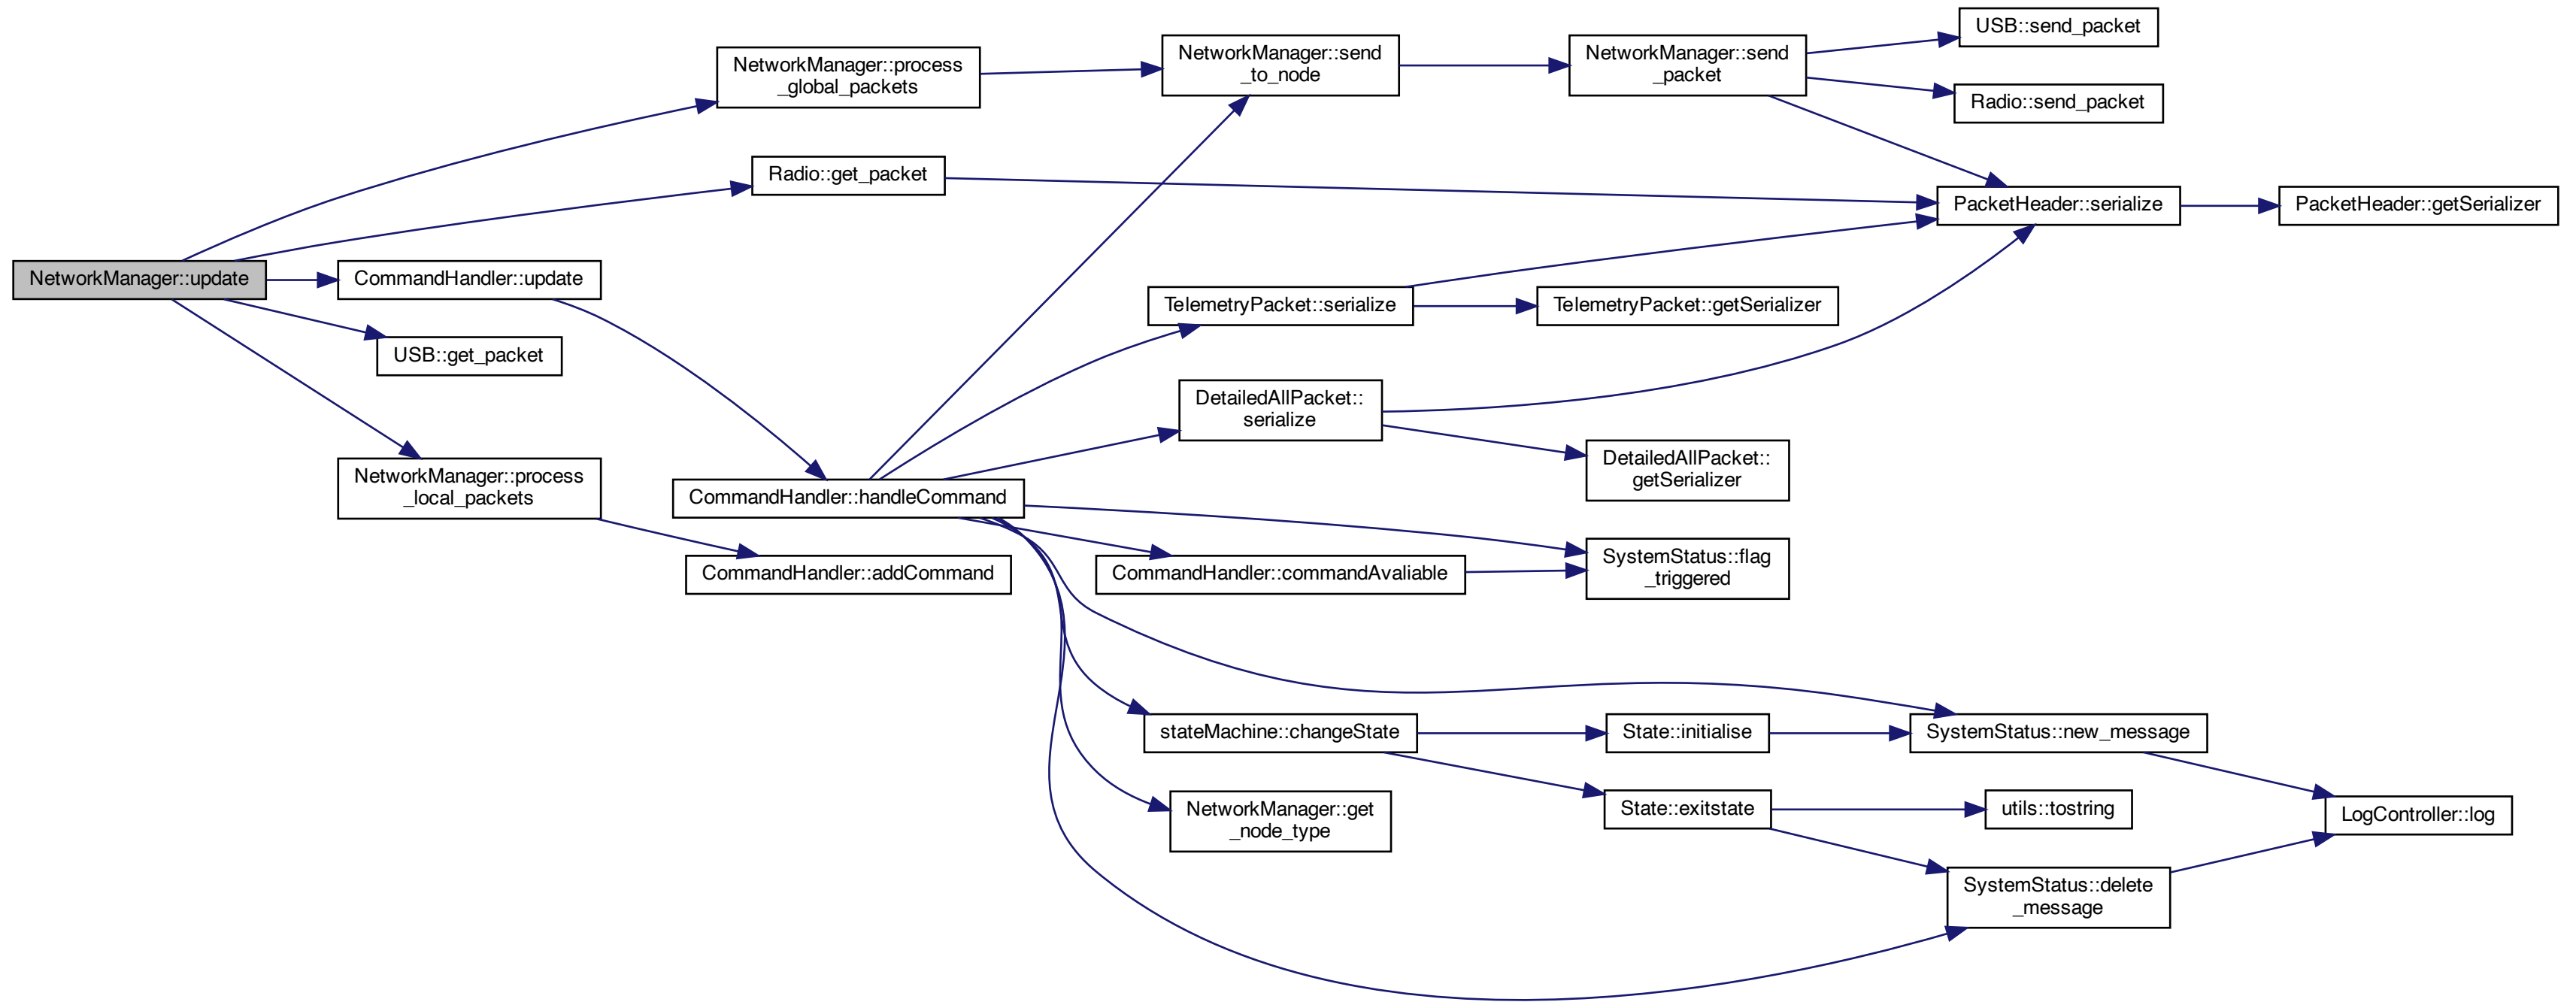 NetworkManager::update
NetworkManager::process
_global_packets
Radio::get_packet
CommandHandler::update
USB::get_packet
NetworkManager::process
_local_packets
CommandHandler::handleCommand
CommandHandler::addCommand
NetworkManager::send
_to_node
TelemetryPacket::serialize
DetailedAllPacket::
serialize
CommandHandler::commandAvaliable
stateMachine::changeState
NetworkManager::get
_node_type
NetworkManager::send
_packet
TelemetryPacket::getSerializer
DetailedAllPacket::
getSerializer
SystemStatus::flag
_triggered
State::initialise
State::exitstate
USB::send_packet
Radio::send_packet
PacketHeader::serialize
SystemStatus::new_message
utils::tostring
SystemStatus::delete
_message
PacketHeader::getSerializer
LogController::log